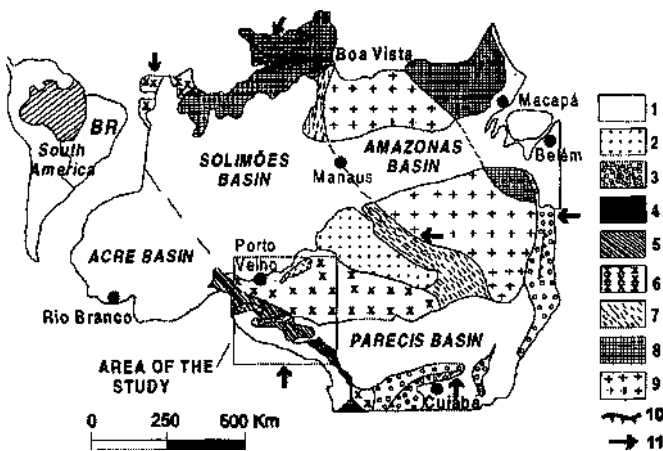 Boa Vista
Macapá
BR
South
America
SOLIMÕES
BASIN
AMAZONAS
BASIN
Belém
Manaus
ACRE BASIN
Porto
Velho
Rio Branco
PARECIS BASIN
AREA OF THE
STUDY
Cuiabá
0 250 500 Km
1
2
3
4
5
6
7
8
9
10
11